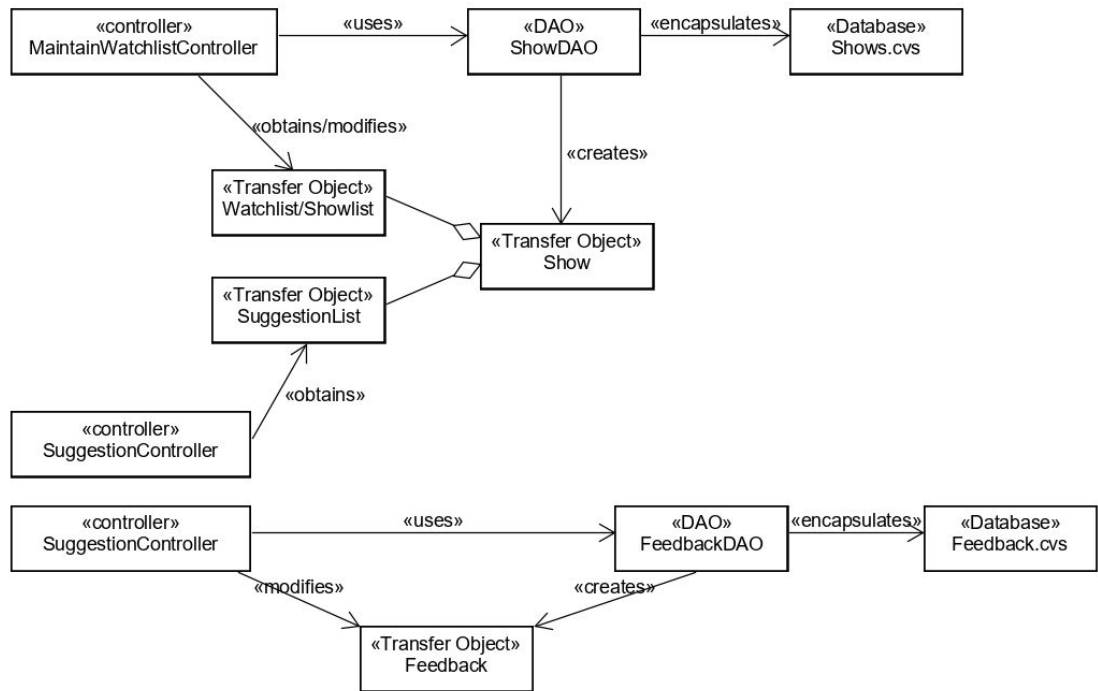 «controller»
MaintainWatchlistController
«uses»
«DAO»
ShowDAO
«encapsulates»
«Database»
Shows.cvs
«obtains/modifies»
«creates»
«Transfer Object»
Watchlist/Showlist
«Transfer Object»
Show
«Transfer Object»
SuggestionList
«obtains»
«controller»
SuggestionController
«controller»
SuggestionController
«uses»
«DAO»
FeedbackDAO
«encapsulates»
«Database»
Feedback.cvs
«modifies»
«creates»
«Transfer Object»
Feedback